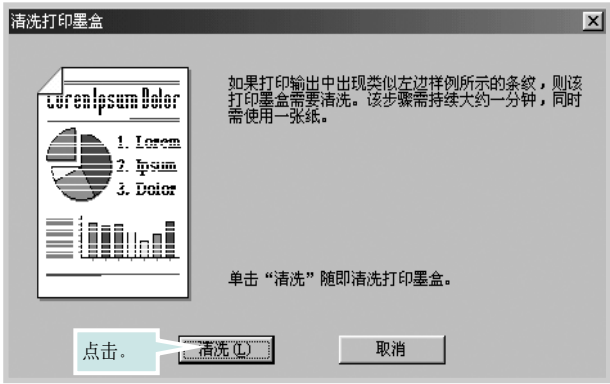 清洗打印墨盒
如果打印输出中出现类似左边样例所示的条纹，则该
打印墨盒需要清洗。该步骤需持续大约一分钟，同时
需使用一张纸。
Lorem Ipsum Dolor
1. Lorem
2. Ipsum
3. Dolor
单击“清洗”随即清洗打印墨盒。
点击。
清洗(L)
取消